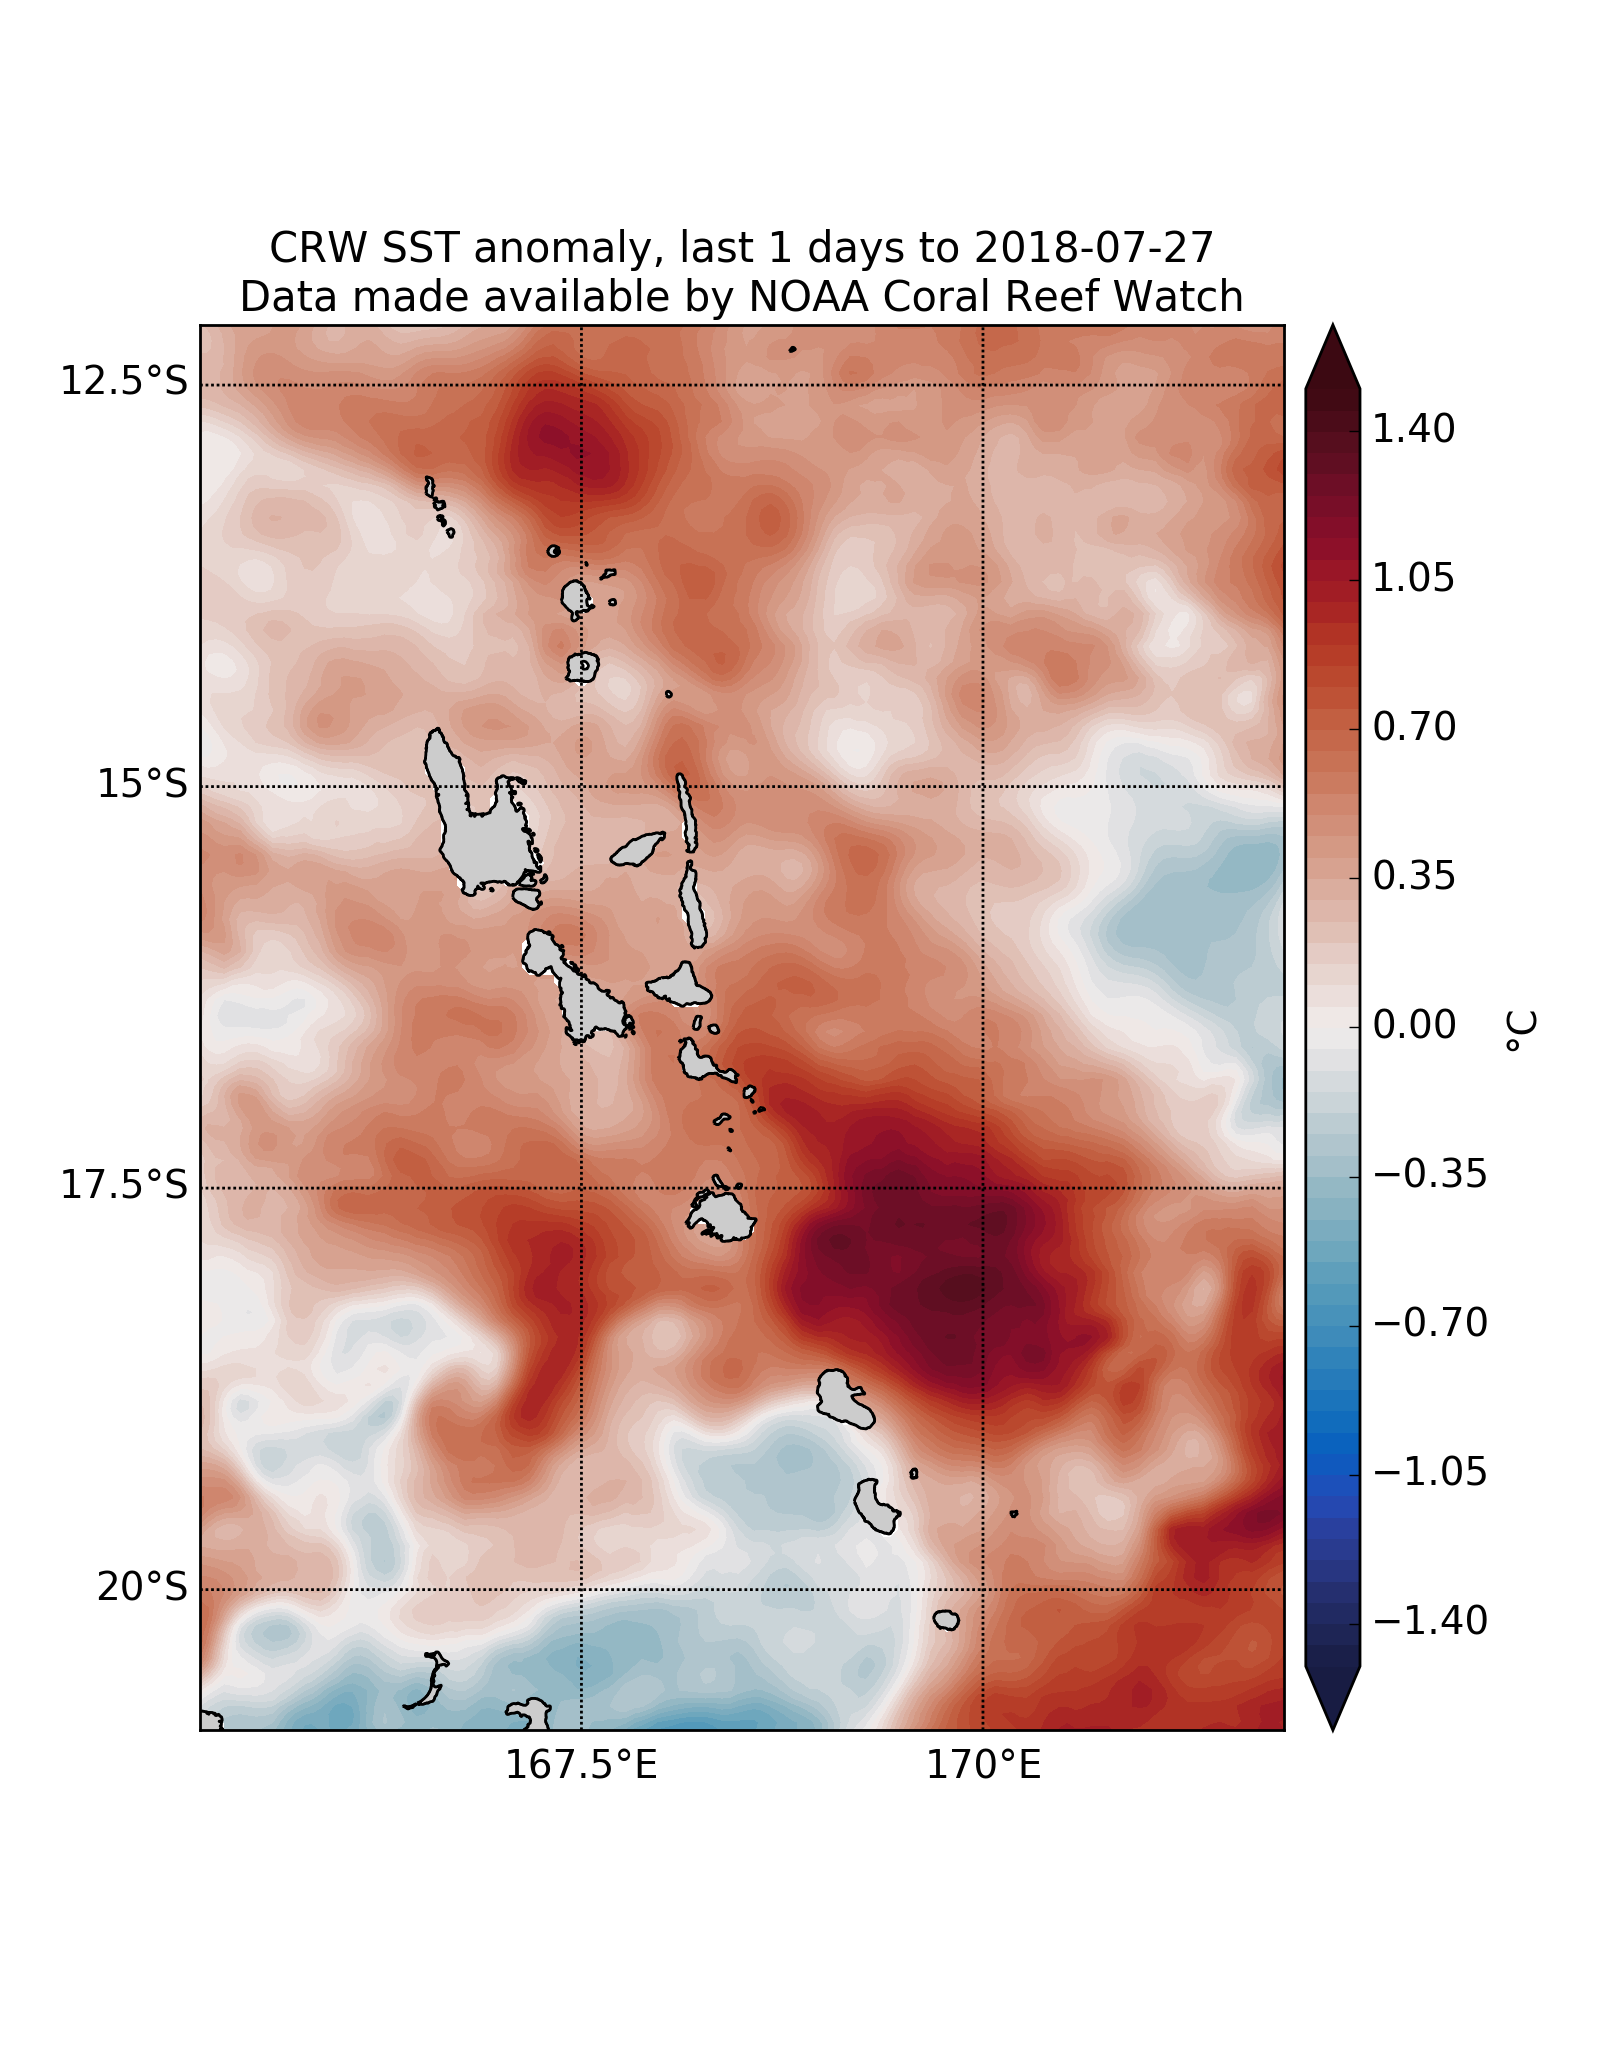 CRW SST anomaly, last 1 days to 2018-07-27
Data made available by NOAA Coral Reef Watch
12.5°S
15°S
17.5°S
20°S
167.5°E
170°E
1.40
1.05
0.70
0.35
0.00
−0.35
−0.70
−1.05
−1.40
°C